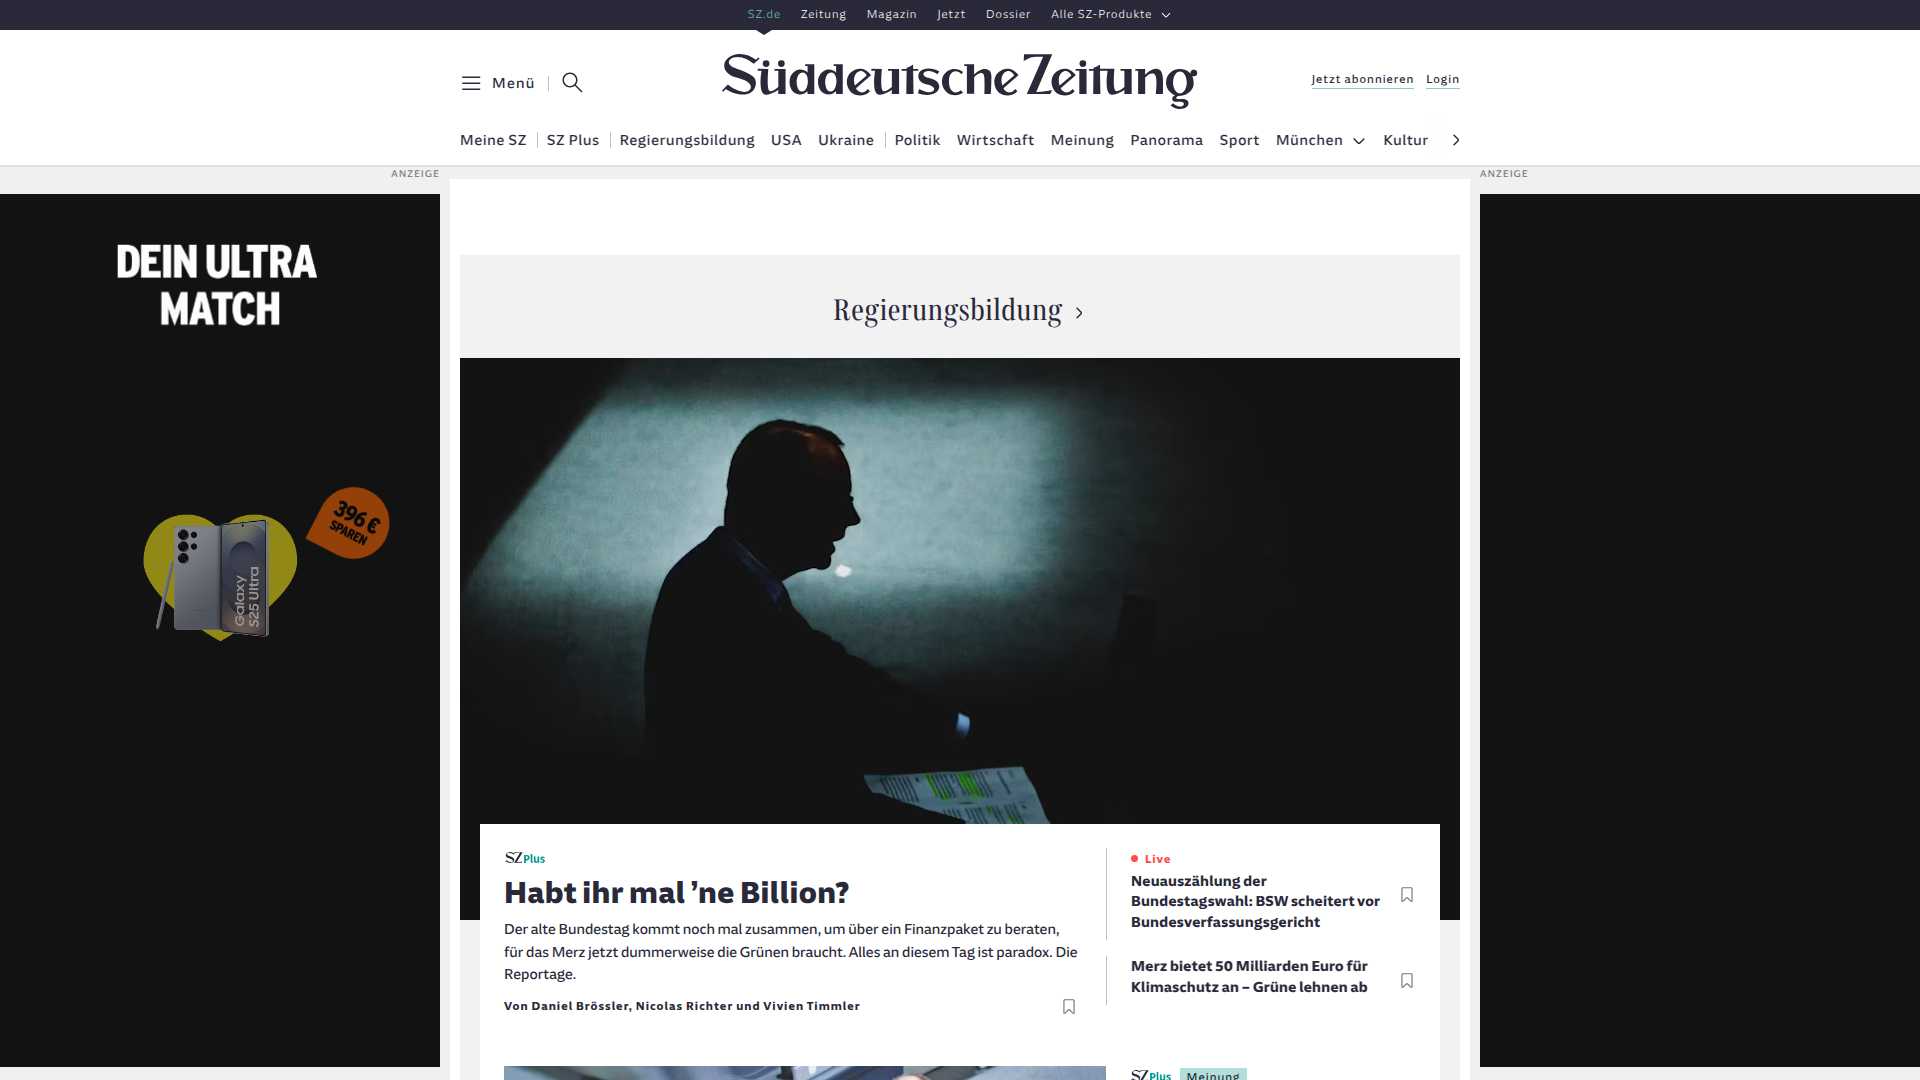 SZ.de Zeitung Magazin Jetzt Dossier Alle SZ-Produkte
Menü
Süddeutsche Zeitung
Jetzt abonnieren Login
Meine SZ SZ Plus Regierungsbildung USA Ukraine Politik Wirtschaft Meinung Panorama Sport München Kultur
ANZEIGE
ANZEIGE
DEIN ULTRA
MATCH
396 €
SPAREN
Galaxy
S25 Ultra
Regierungsbildung
SZ Plus
Habt ihr mal ’ne Billion?
Der alte Bundestag kommt noch mal zusammen, um über ein Finanzpaket zu beraten,
für das Merz jetzt dummerweise die Grünen braucht. Alles an diesem Tag ist paradox. Die
Reportage.
Von Daniel Brössler, Nicolas Richter und Vivien Timmler
Live
Neuauszählung der
Bundestagswahl: BSW scheitert vor
Bundesverfassungsgericht
Merz bietet 50 Milliarden Euro für
Klimaschutz an – Grüne lehnen ab
SZ Plus Meinung